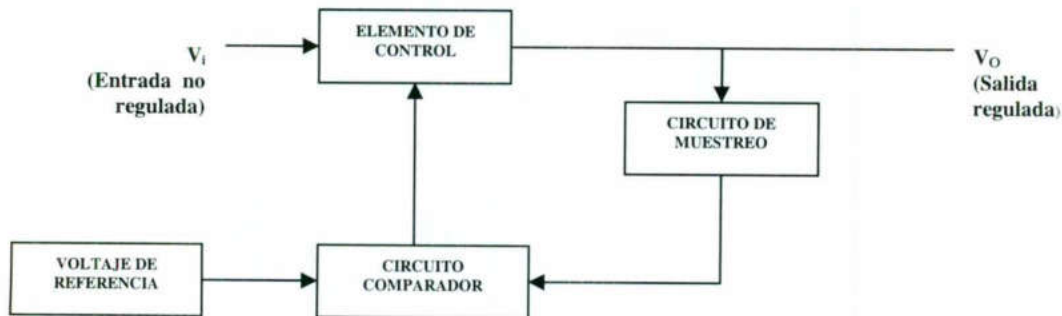 ELEMENTO DE
CONTROL
Vi
(Entrada no
regulada)
VO
(Salida
regulada)
CIRCUITO DE
MUESTREO
VOLTAJE DE
REFERENCIA
CIRCUITO
COMPARADOR